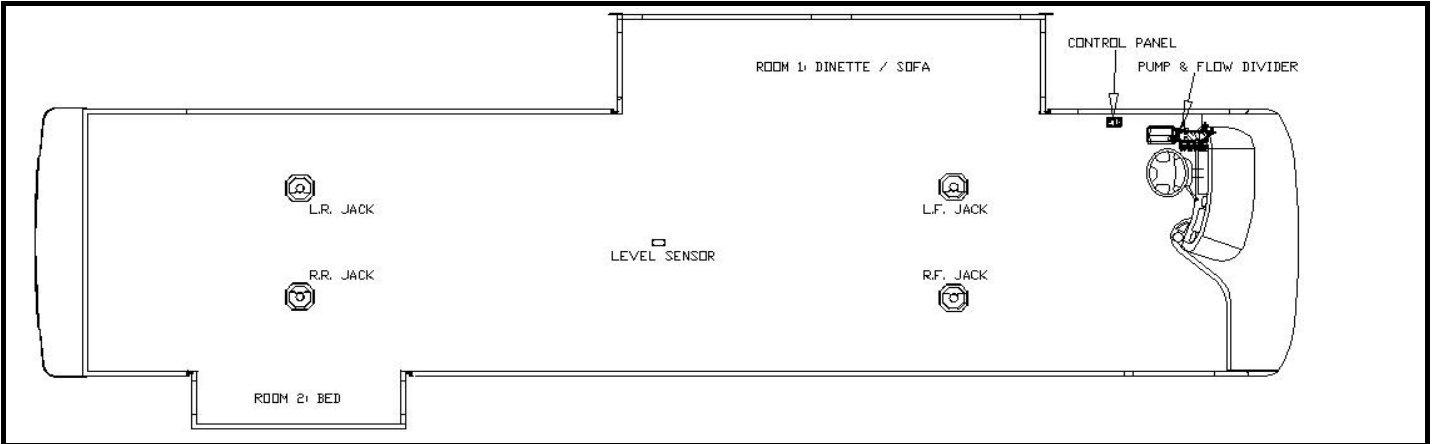 CONTROL PANEL
ROOM 1: DINETTE / SOFA
PUMP & FLOW DIVIDER
L.R. JACK
L.F. JACK
LEVEL SENSOR
R.R. JACK
R.F. JACK
ROOM 2: BED